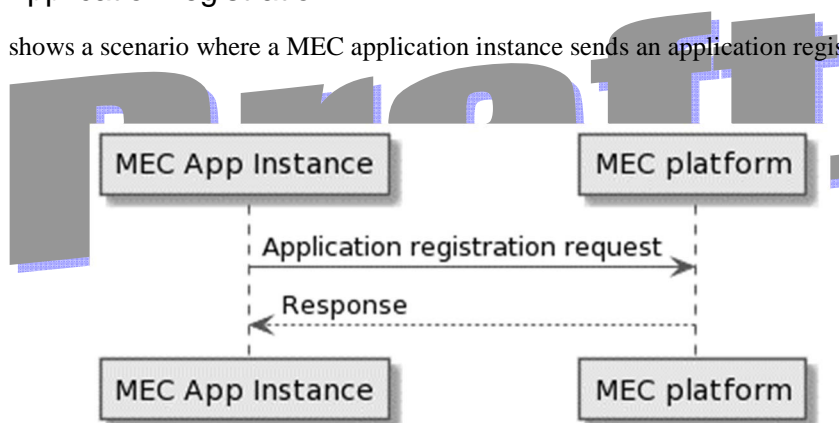 shows a scenario where a MEC application instance sends an application regis
MEC App Instance
MEC platform
Application registration request
Response
MEC App Instance
MEC platform